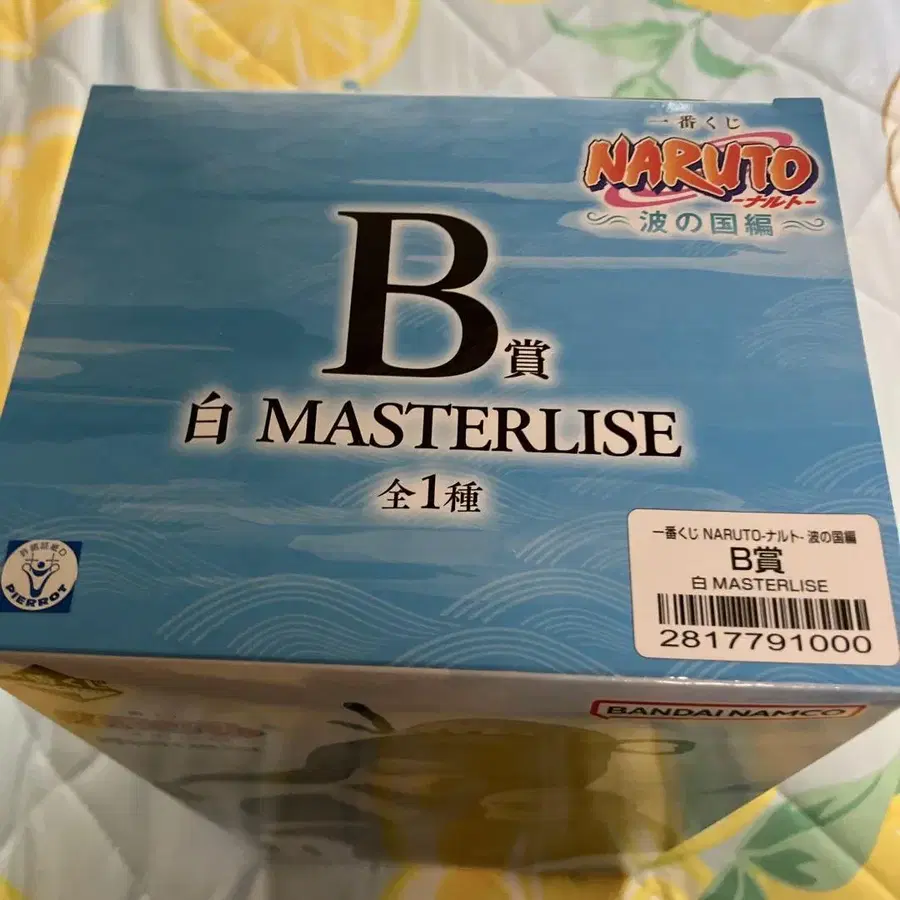 一番くじ
NARUTO
-ナルト-
波の国編
B賞
白 MASTERLISE
全1種
一番くじ NARUTO-ナルト- 波の国編
B賞
白 MASTERLISE
2817791000
PIERROT
BANDAI NAMCO